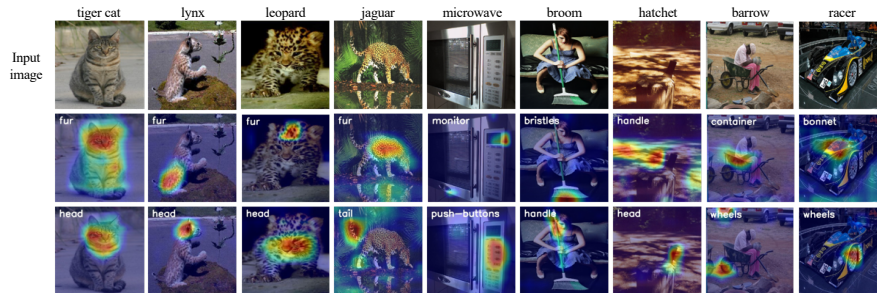 tiger cat lynx leopard jaguar microwave broom hatchet barrow racer
Input
image
fur fur fur fur monitor bristles handle container bonnet
head head head tail push-buttons handle head wheels wheels